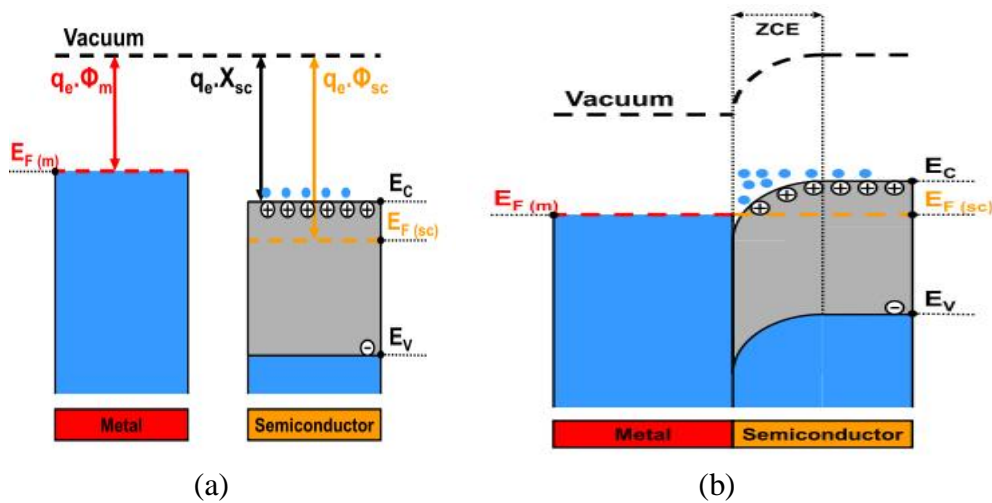 Vacuum
qe.Φm
qe.Χsc
qe.Φsc
EF (m)
EC
EF (sc)
EV
Metal
Semiconductor
(a)
ZCE
Vacuum
EC
EF (m)
EF (sc)
EV
Metal
Semiconductor
(b)
+ + + + + +
-
+ + + + + +
-